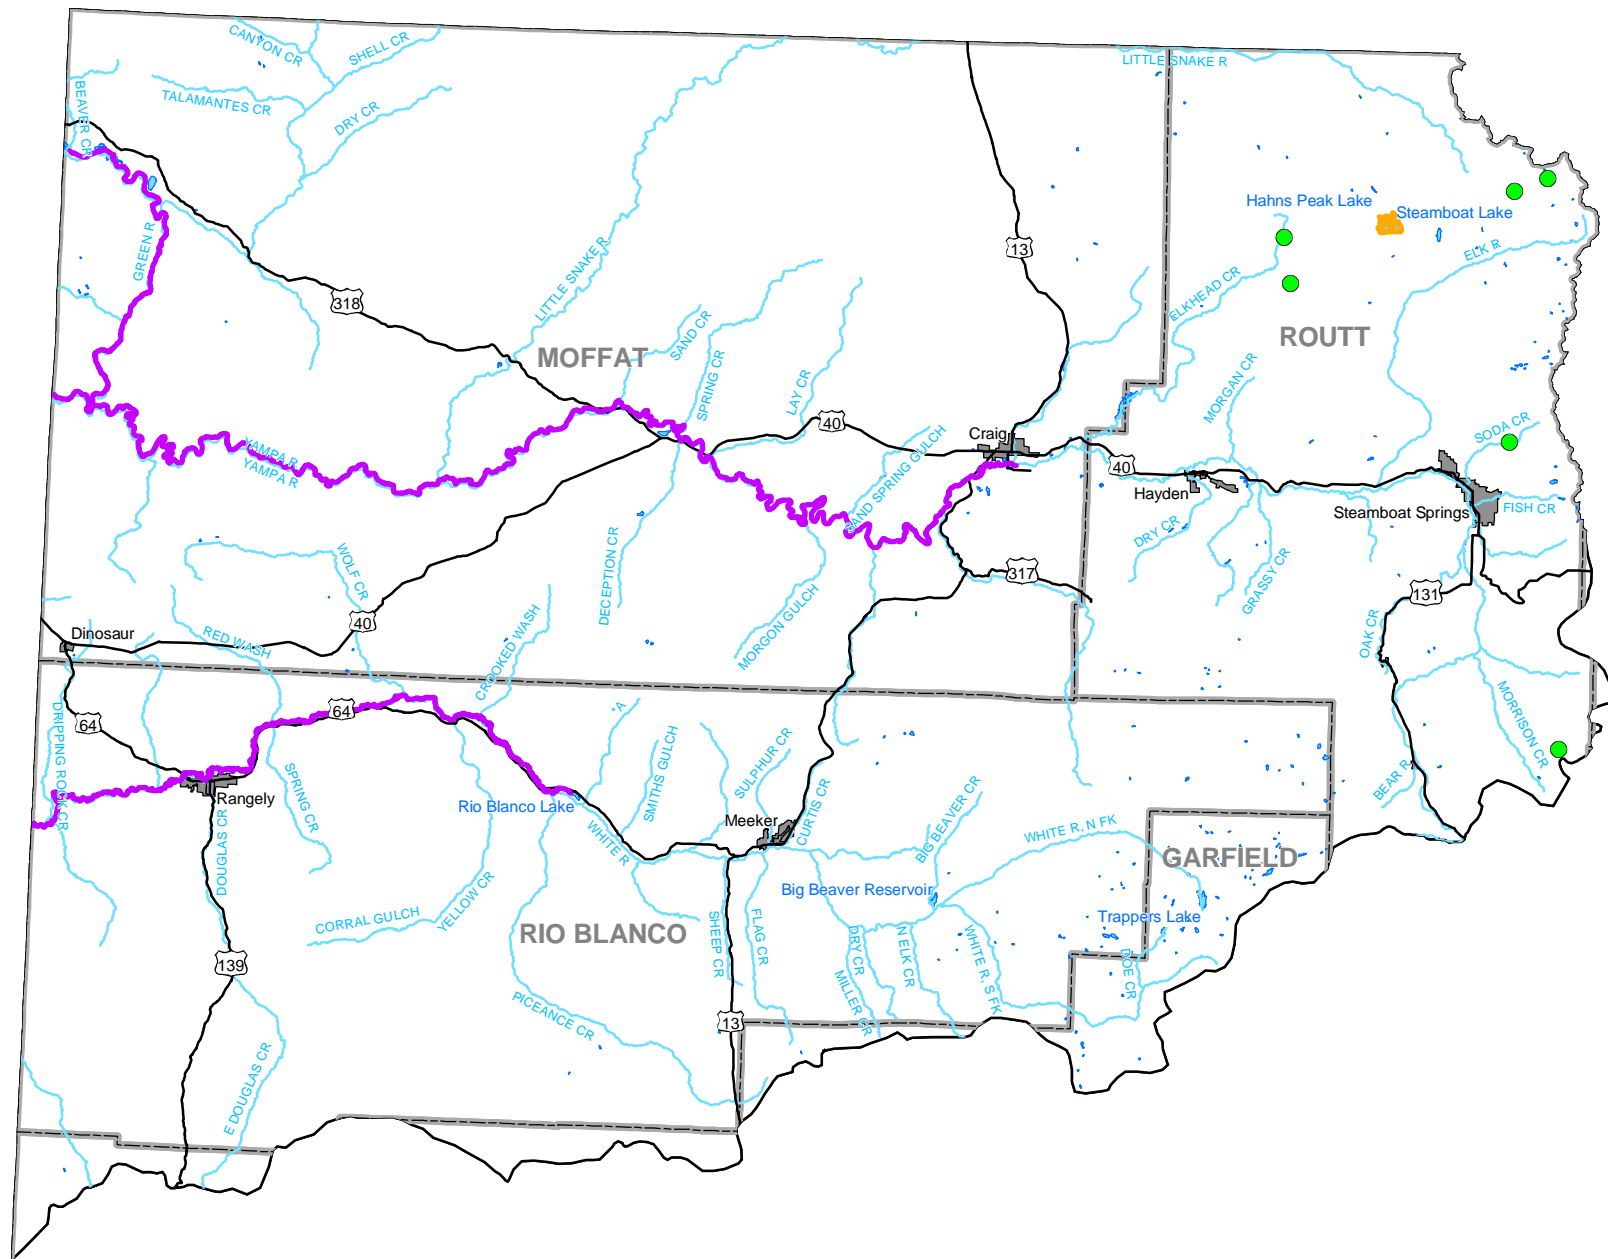 CANYON CR
SHELL CR
LITTLE SNAKE R
BEAVER CR
TALAMANTES CR
DRY CR
Hahns Peak Lake
Steamboat Lake
GREEN R
13
ELK R
LITTLE SNAKE R
318
ELKHEAD CR
SAND CR
ROUTT
MOFFAT
SPRING CR
LAY CR
MORGAN CR
40
Craig
SODA CR
YAMPA R
YAMPA R
SAND SPRING GULCH
40
Hayden
Steamboat Springs
FISH CR
DRY CR
WOLF CR
DECEPTION CR
317
GRASSY CR
131
MORGON GULCH
40
Dinosaur
RED WASH
CROOKED WASH
OAK CR
DRIPPING ROCK CR
64
64
"A
MORRISON CR
SMITHS GULCH
SULPHUR CR
SPRING CR
Rangely
Rio Blanco Lake
Meeker
CURTIS CR
BEAR R
DOUGLAS CR
WHITE R
BIG BEAVER CR
WHITE R, N FK
GARFIELD
Big Beaver Reservoir
CORRAL GULCH
YELLOW CR
RIO BLANCO
SHEEP CR
FLAG CR
DRY CR
N ELK CR
WHITE R, S FK
Trappers Lake
139
MILLER CR
DOE CR
PICEANCE CR
13
E DOUGLAS CR